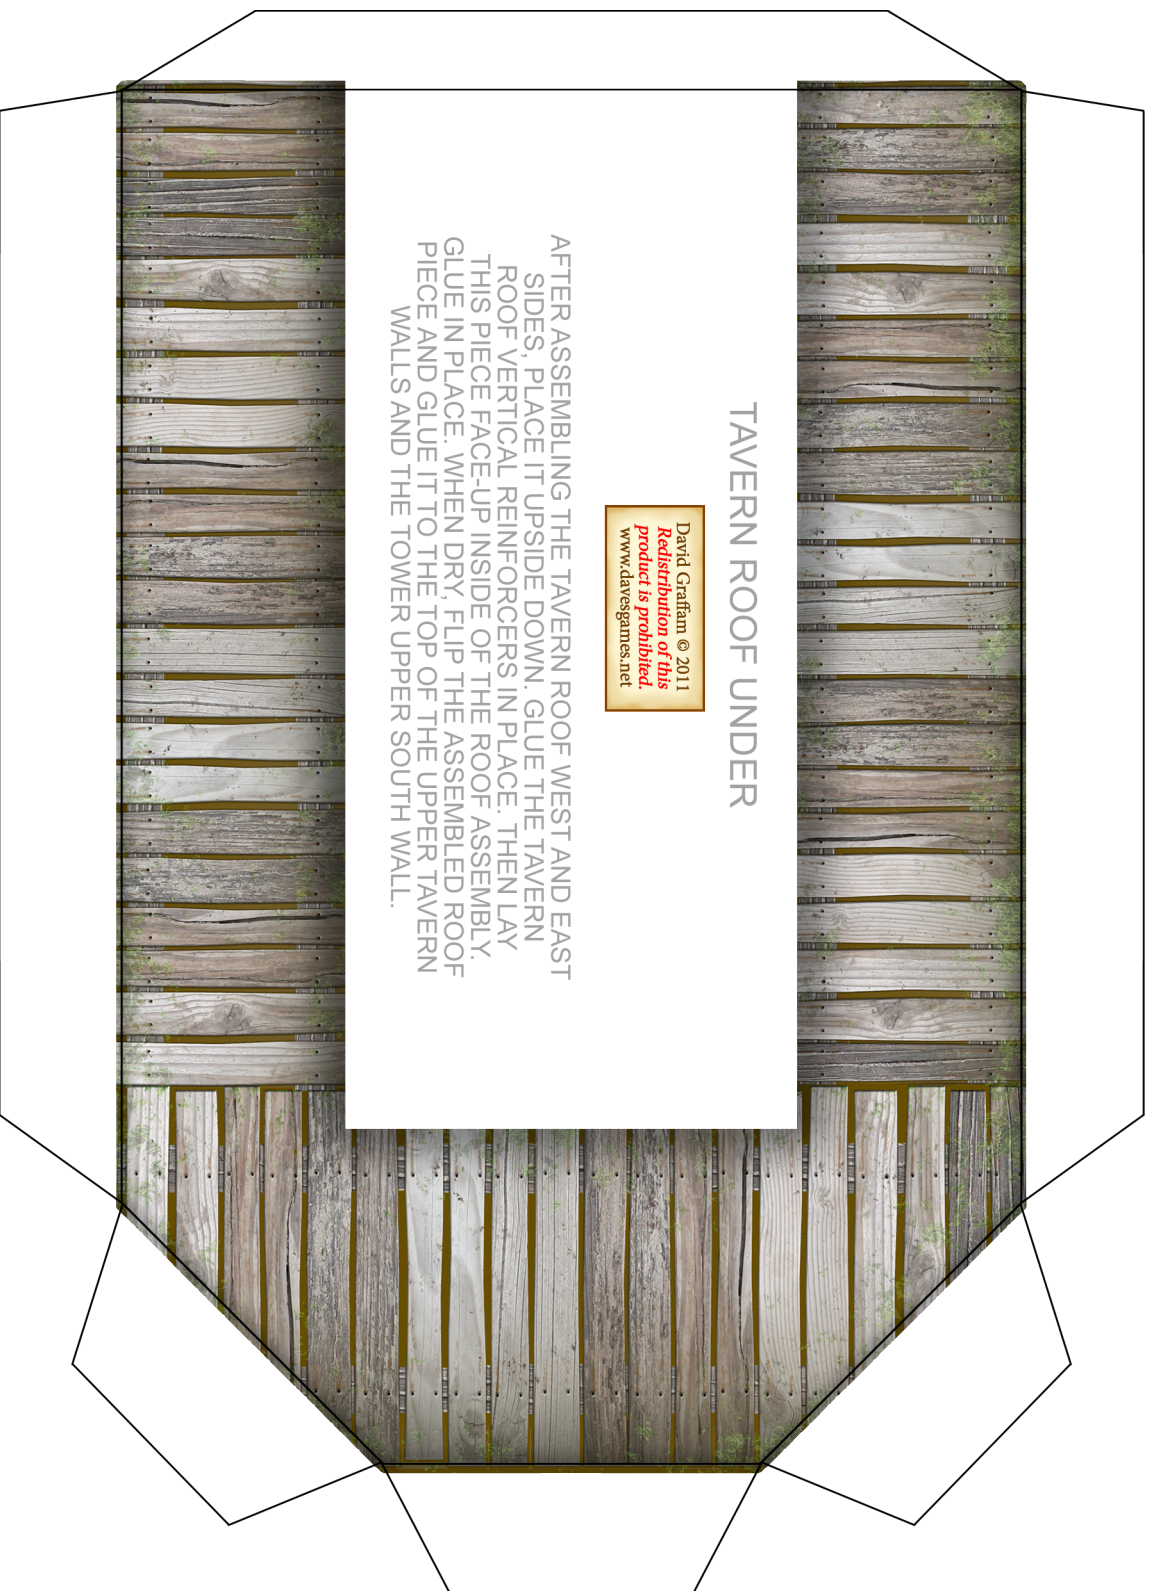 TAVERN ROOF UNDER
David Graffam © 2011
Redistribution of this
product is prohibited.
www.davesgames.net
AFTER ASSEMBLING THE TAVERN ROOF WEST AND EAST
SIDES, PLACE IT UPSIDE DOWN. GLUE THE TAVERN
ROOF VERTICAL REINFORCERS IN PLACE. THEN LAY
THIS PIECE FACE-UP INSIDE OF THE ROOF ASSEMBLY.
GLUE IN PLACE. WHEN DRY, FLIP THE ASSEMBLED ROOF
PIECE AND GLUE IT TO THE TOP OF THE UPPER TAVERN
WALLS AND THE TOWER UPPER SOUTH WALL.